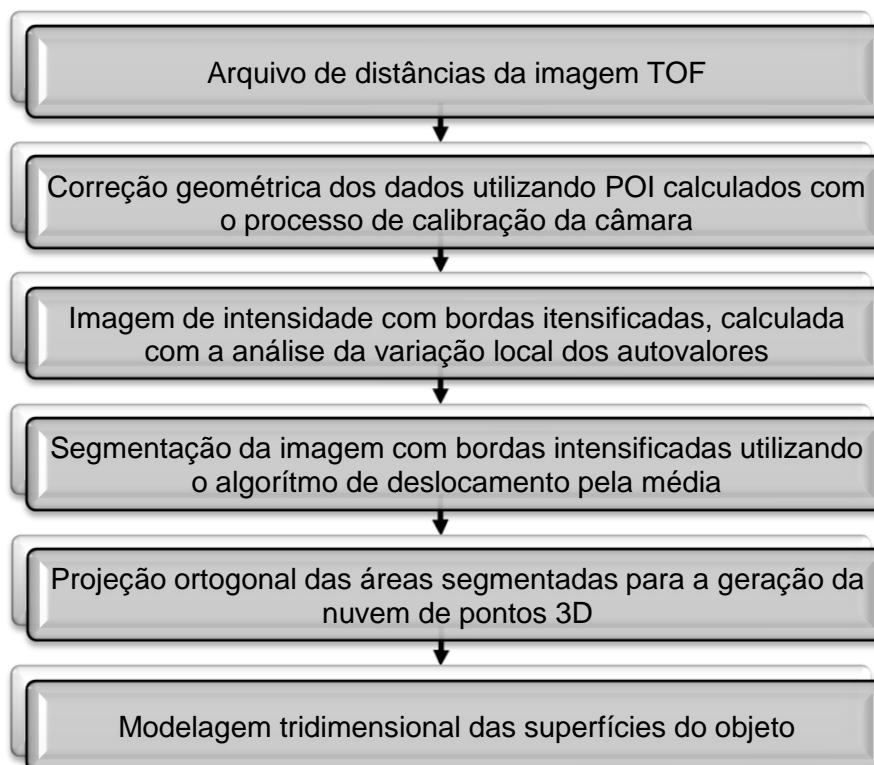 Arquivo de distâncias da imagem TOF
Correção geométrica dos dados utilizando POI calculados com
o processo de calibração da câmara
Imagem de intensidade com bordas itensificadas, calculada
com a análise da variação local dos autovalores
Segmentação da imagem com bordas intensificadas utilizando
o algorítmo de deslocamento pela média
Projeção ortogonal das áreas segmentadas para a geração da
nuvem de pontos 3D
Modelagem tridimensional das superfícies do objeto